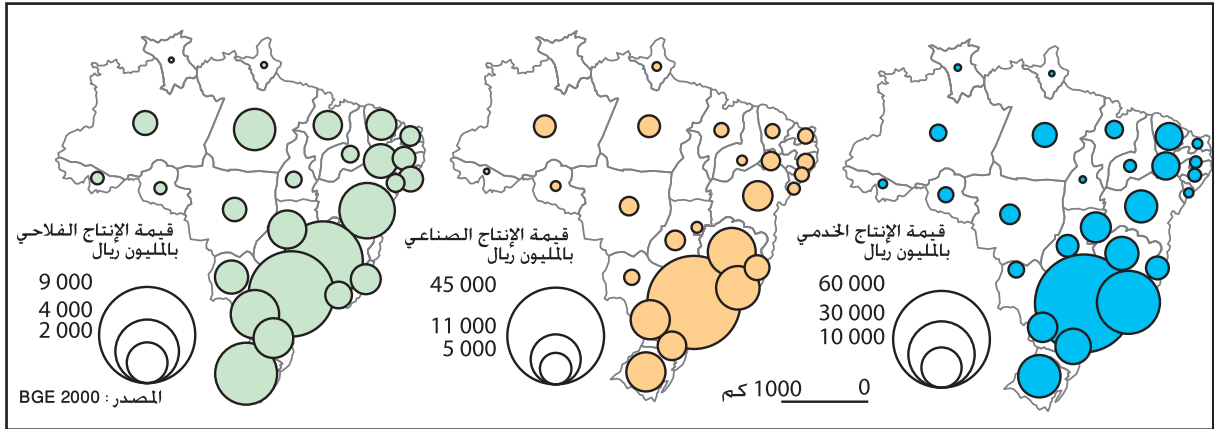 قيمة الإنتاج الفلاحي
بالمليون ريال
9 000
4 000
2 000
المصدر : BGE 2000
قيمة الإنتاج الصناعي
بالمليون ريال
45 000
11 000
5 000
قيمة الإنتاج الخدمي
بالمليون ريال
60 000
30 000
10 000
0 1000 كم